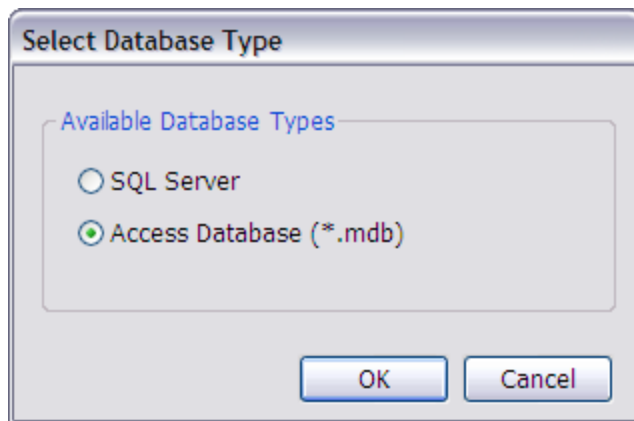 Select Database Type
Available Database Types
SQL Server
Access Database (*.mdb)
OK
Cancel